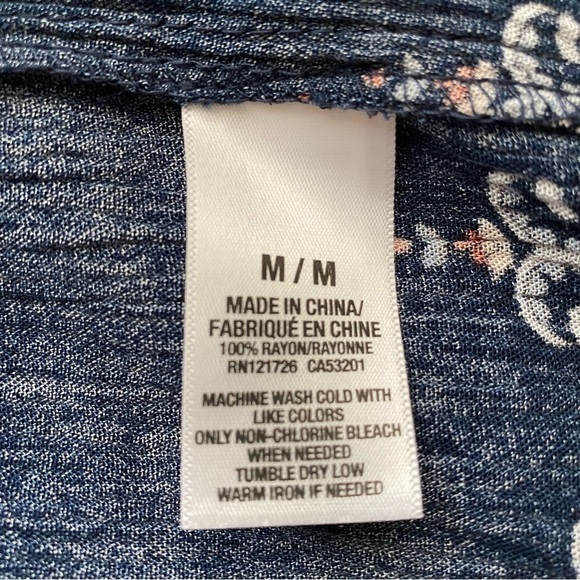 M / M
MADE IN CHINA/
FABRIQUÉ EN CHINE
100% RAYON/RAYONNE
RN121726 CA53201
MACHINE WASH COLD WITH
LIKE COLORS
ONLY NON-CHLORINE BLEACH
WHEN NEEDED
TUMBLE DRY LOW
WARM IRON IF NEEDED